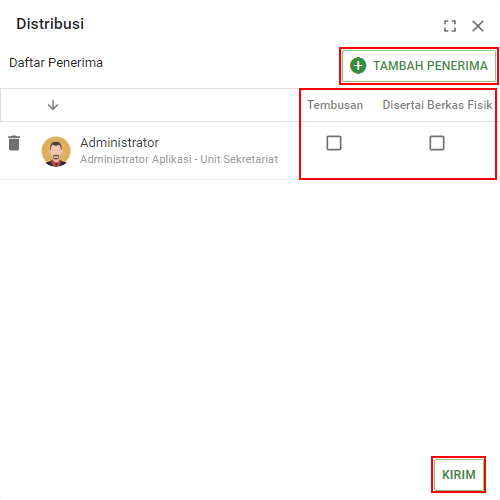 Distribusi
Daftar Penerima
TAMBAH PENERIMA
Tembusan Disertai Berkas Fisik
Administrator
Administrator Aplikasi - Unit Sekretariat
KIRIM